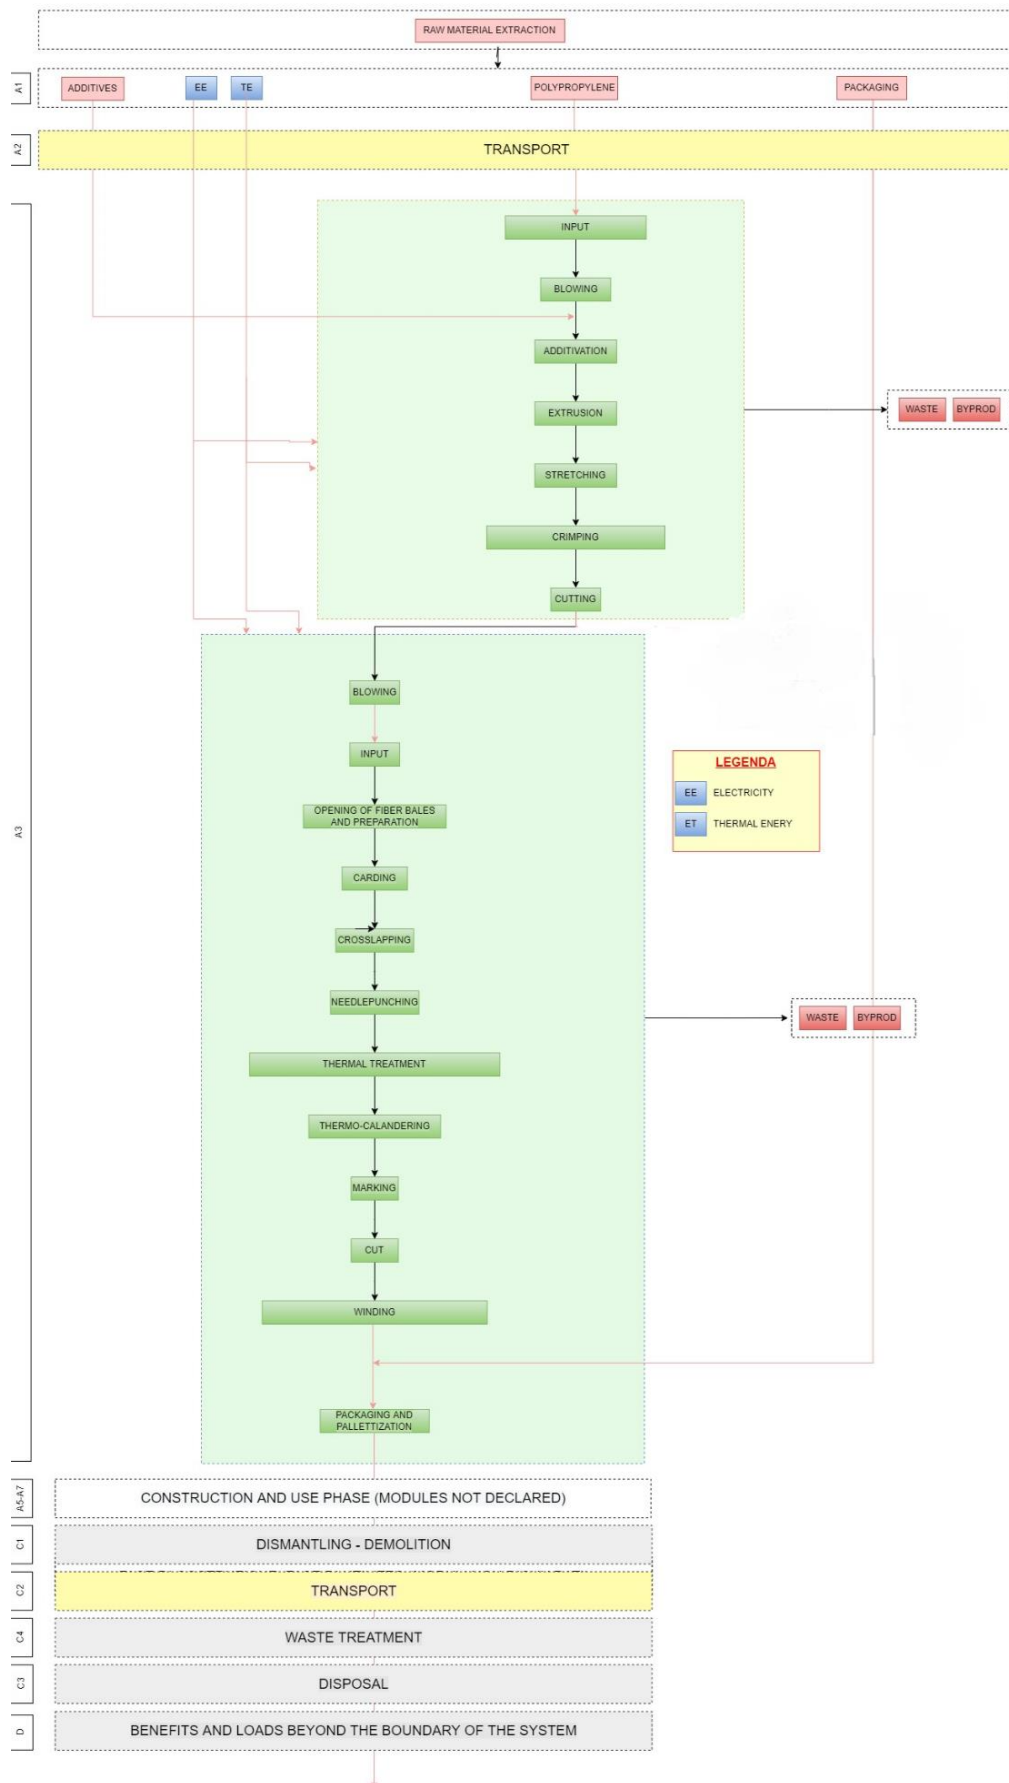 RAW MATERIAL EXTRACTION
A1
ADDITIVES
EE
TE
POLYPROPYLENE
PACKAGING
A2
TRANSPORT
A3
INPUT
BLOWING
ADDITIVATION
EXTRUSION
WASTE
BYPROD
STRETCHING
CRIMPING
CUTTING
BLOWING
INPUT
LEGENDA
EE
ELECTRICITY
ET
THERMAL ENERY
OPENING OF FIBER BALES
AND PREPARATION
CARDING
CROSSLAPPING
NEEDLEPUNCHING
WASTE
BYPROD
THERMAL TREATMENT
THERMO-CALANDERING
MARKING
CUT
WINDING
PACKAGING AND
PALLETTIZATION
A5-A7
CONSTRUCTION AND USE PHASE (MODULES NOT DECLARED)
C1
DISMANTLING - DEMOLITION
C2
TRANSPORT
C4
WASTE TREATMENT
C3
DISPOSAL
D
BENEFITS AND LOADS BEYOND THE BOUNDARY OF THE SYSTEM